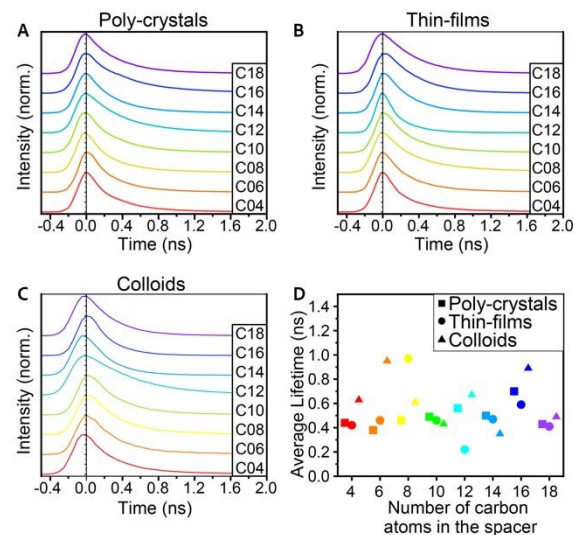 A
Poly-crystals
Intensity (norm.)
C18
C16
C14
C12
C10
C08
C06
C04
-0.4 0.0 0.4 0.8 1.2 1.6 2.0
Time (ns)
B
Thin-films
Intensity (norm.)
C18
C16
C14
C12
C10
C08
C06
C04
-0.4 0.0 0.4 0.8 1.2 1.6 2.0
Time (ns)
C
Colloids
Intensity (norm.)
C18
C16
C14
C12
C10
C08
C06
C04
-0.4 0.0 0.4 0.8 1.2 1.6 2.0
Time (ns)
D
Average Lifetime (ns)
1.4
1.2
1.0
0.8
0.6
0.4
0.2
0.0
Poly-crystals
Thin-films
Colloids
4 6 8 10 12 14 16 18
Number of carbon
atoms in the spacer